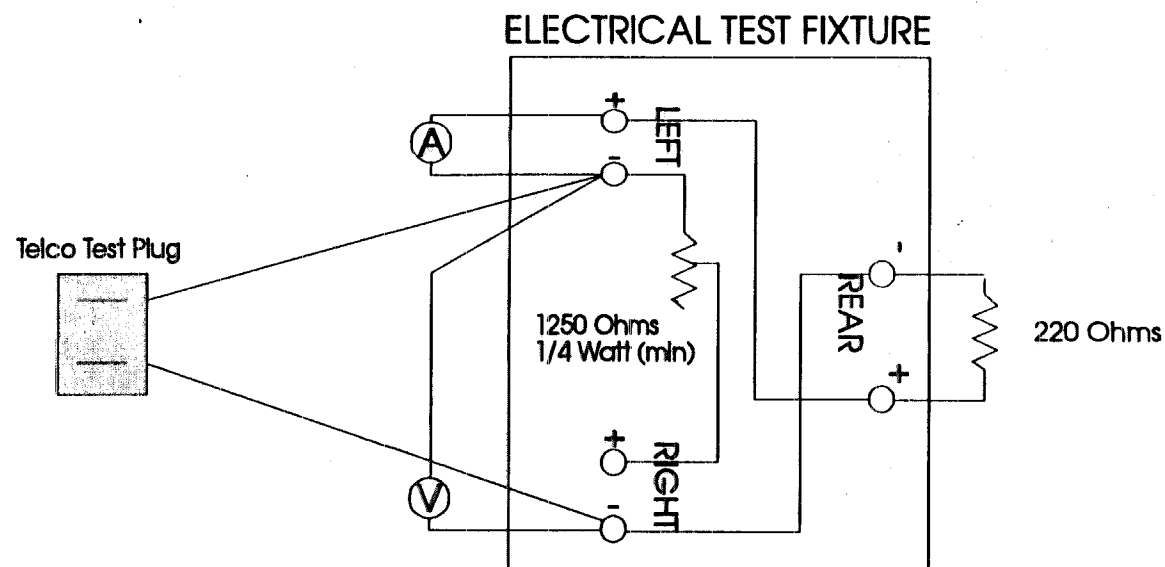 ELECTRICAL TEST FIXTURE
+
LEFT
A
-
Telco Test Plug
-
REAR
1250 Ohms
1/4 Watt (min)
220 Ohms
+
+
RIGHT
V
-